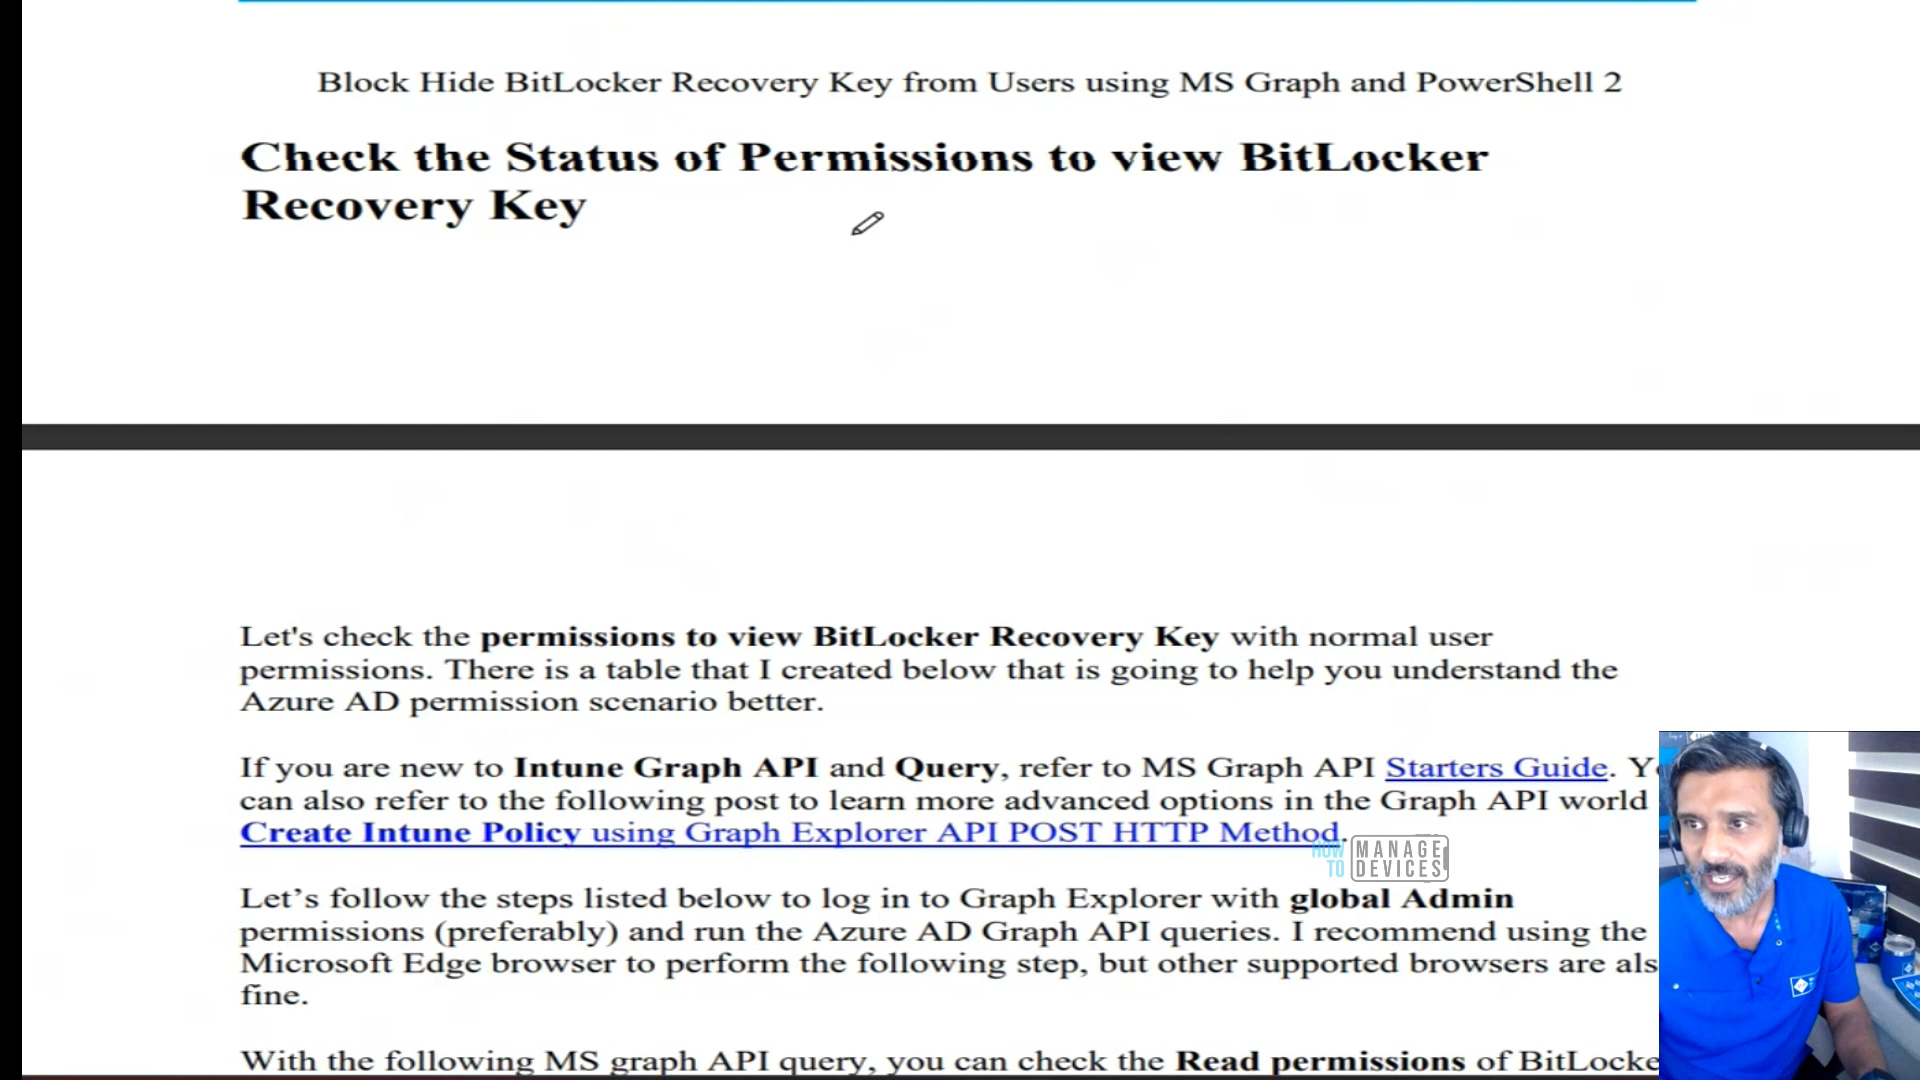 Block Hide BitLocker Recovery Key from Users using MS Graph and PowerShell 2
Check the Status of Permissions to view BitLocker
Recovery Key
Let's check the permissions to view BitLocker Recovery Key with normal user
permissions. There is a table that I created below that is going to help you understand the
Azure AD permission scenario better.
If you are new to Intune Graph API and Query, refer to MS Graph API Starters Guide.
can also refer to the following post to learn more advanced options in the Graph API world
Create Intune Policy using Graph Explorer API POST HTTP Method.
HOW TO MANAGE DEVICES
Let’s follow the steps listed below to log in to Graph Explorer with global Admin
permissions (preferably) and run the Azure AD Graph API queries. I recommend using the
Microsoft Edge browser to perform the following step, but other supported browsers are als
fine.
With the following MS graph API query, you can check the Read permissions of BitLocke